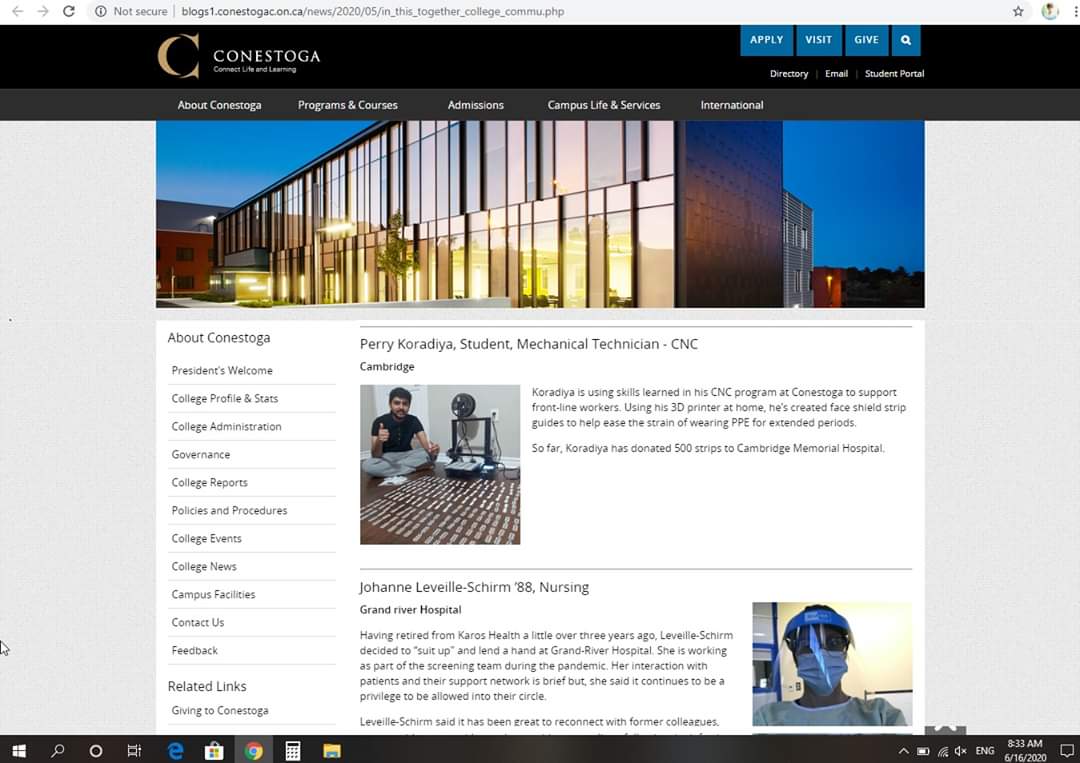 Not secure | blogs1.conestogac.on.ca/news/2020/05/in_this_together_college_commu.php
APPLY VISIT GIVE
CONESTOGA
Connect Life and Learning
Directory | Email | Student Portal
About Conestoga Programs & Courses Admissions Campus Life & Services International
About Conestoga
President's Welcome
College Profile & Stats
College Administration
Governance
College Reports
Policies and Procedures
College Events
College News
Campus Facilities
Contact Us
Feedback
Related Links
Giving to Conestoga
Perry Koradiya, Student, Mechanical Technician - CNC
Cambridge
Koradiya is using skills learned in his CNC program at Conestoga to support
front-line workers. Using his 3D printer at home, he's created face shield strip
guides to help ease the strain of wearing PPE for extended periods.
So far, Koradiya has donated 500 strips to Cambridge Memorial Hospital.
Johanne Leveille-Schirm '88, Nursing
Grand river Hospital
Having retired from Karos Health a little over three years ago, Leveille-Schirm
decided to "suit up" and lend a hand at Grand-River Hospital. She is working
as part of the screening team during the pandemic. Her interaction with
patients and their support network is brief but, she said it continues to be a
privilege to be allowed into their circle.
Leveille-Schirm said it has been great to reconnect with former colleagues,
ENG
8:33 AM
6/16/2020